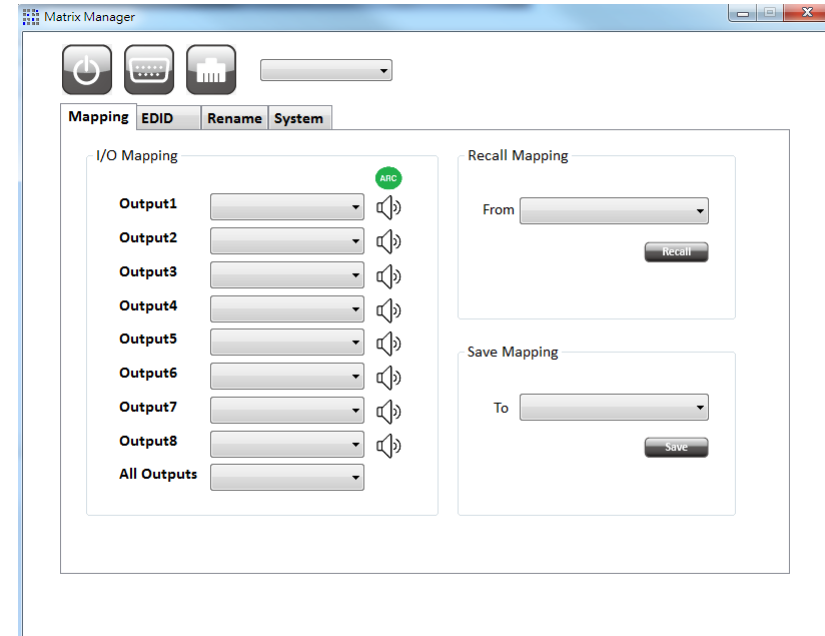 Matrix Manager
Mapping EDID Rename System
I/O Mapping
ARC
Output1
Output2
Output3
Output4
Output5
Output6
Output7
Output8
All Outputs
Recall Mapping
From
Recall
Save Mapping
To
Save